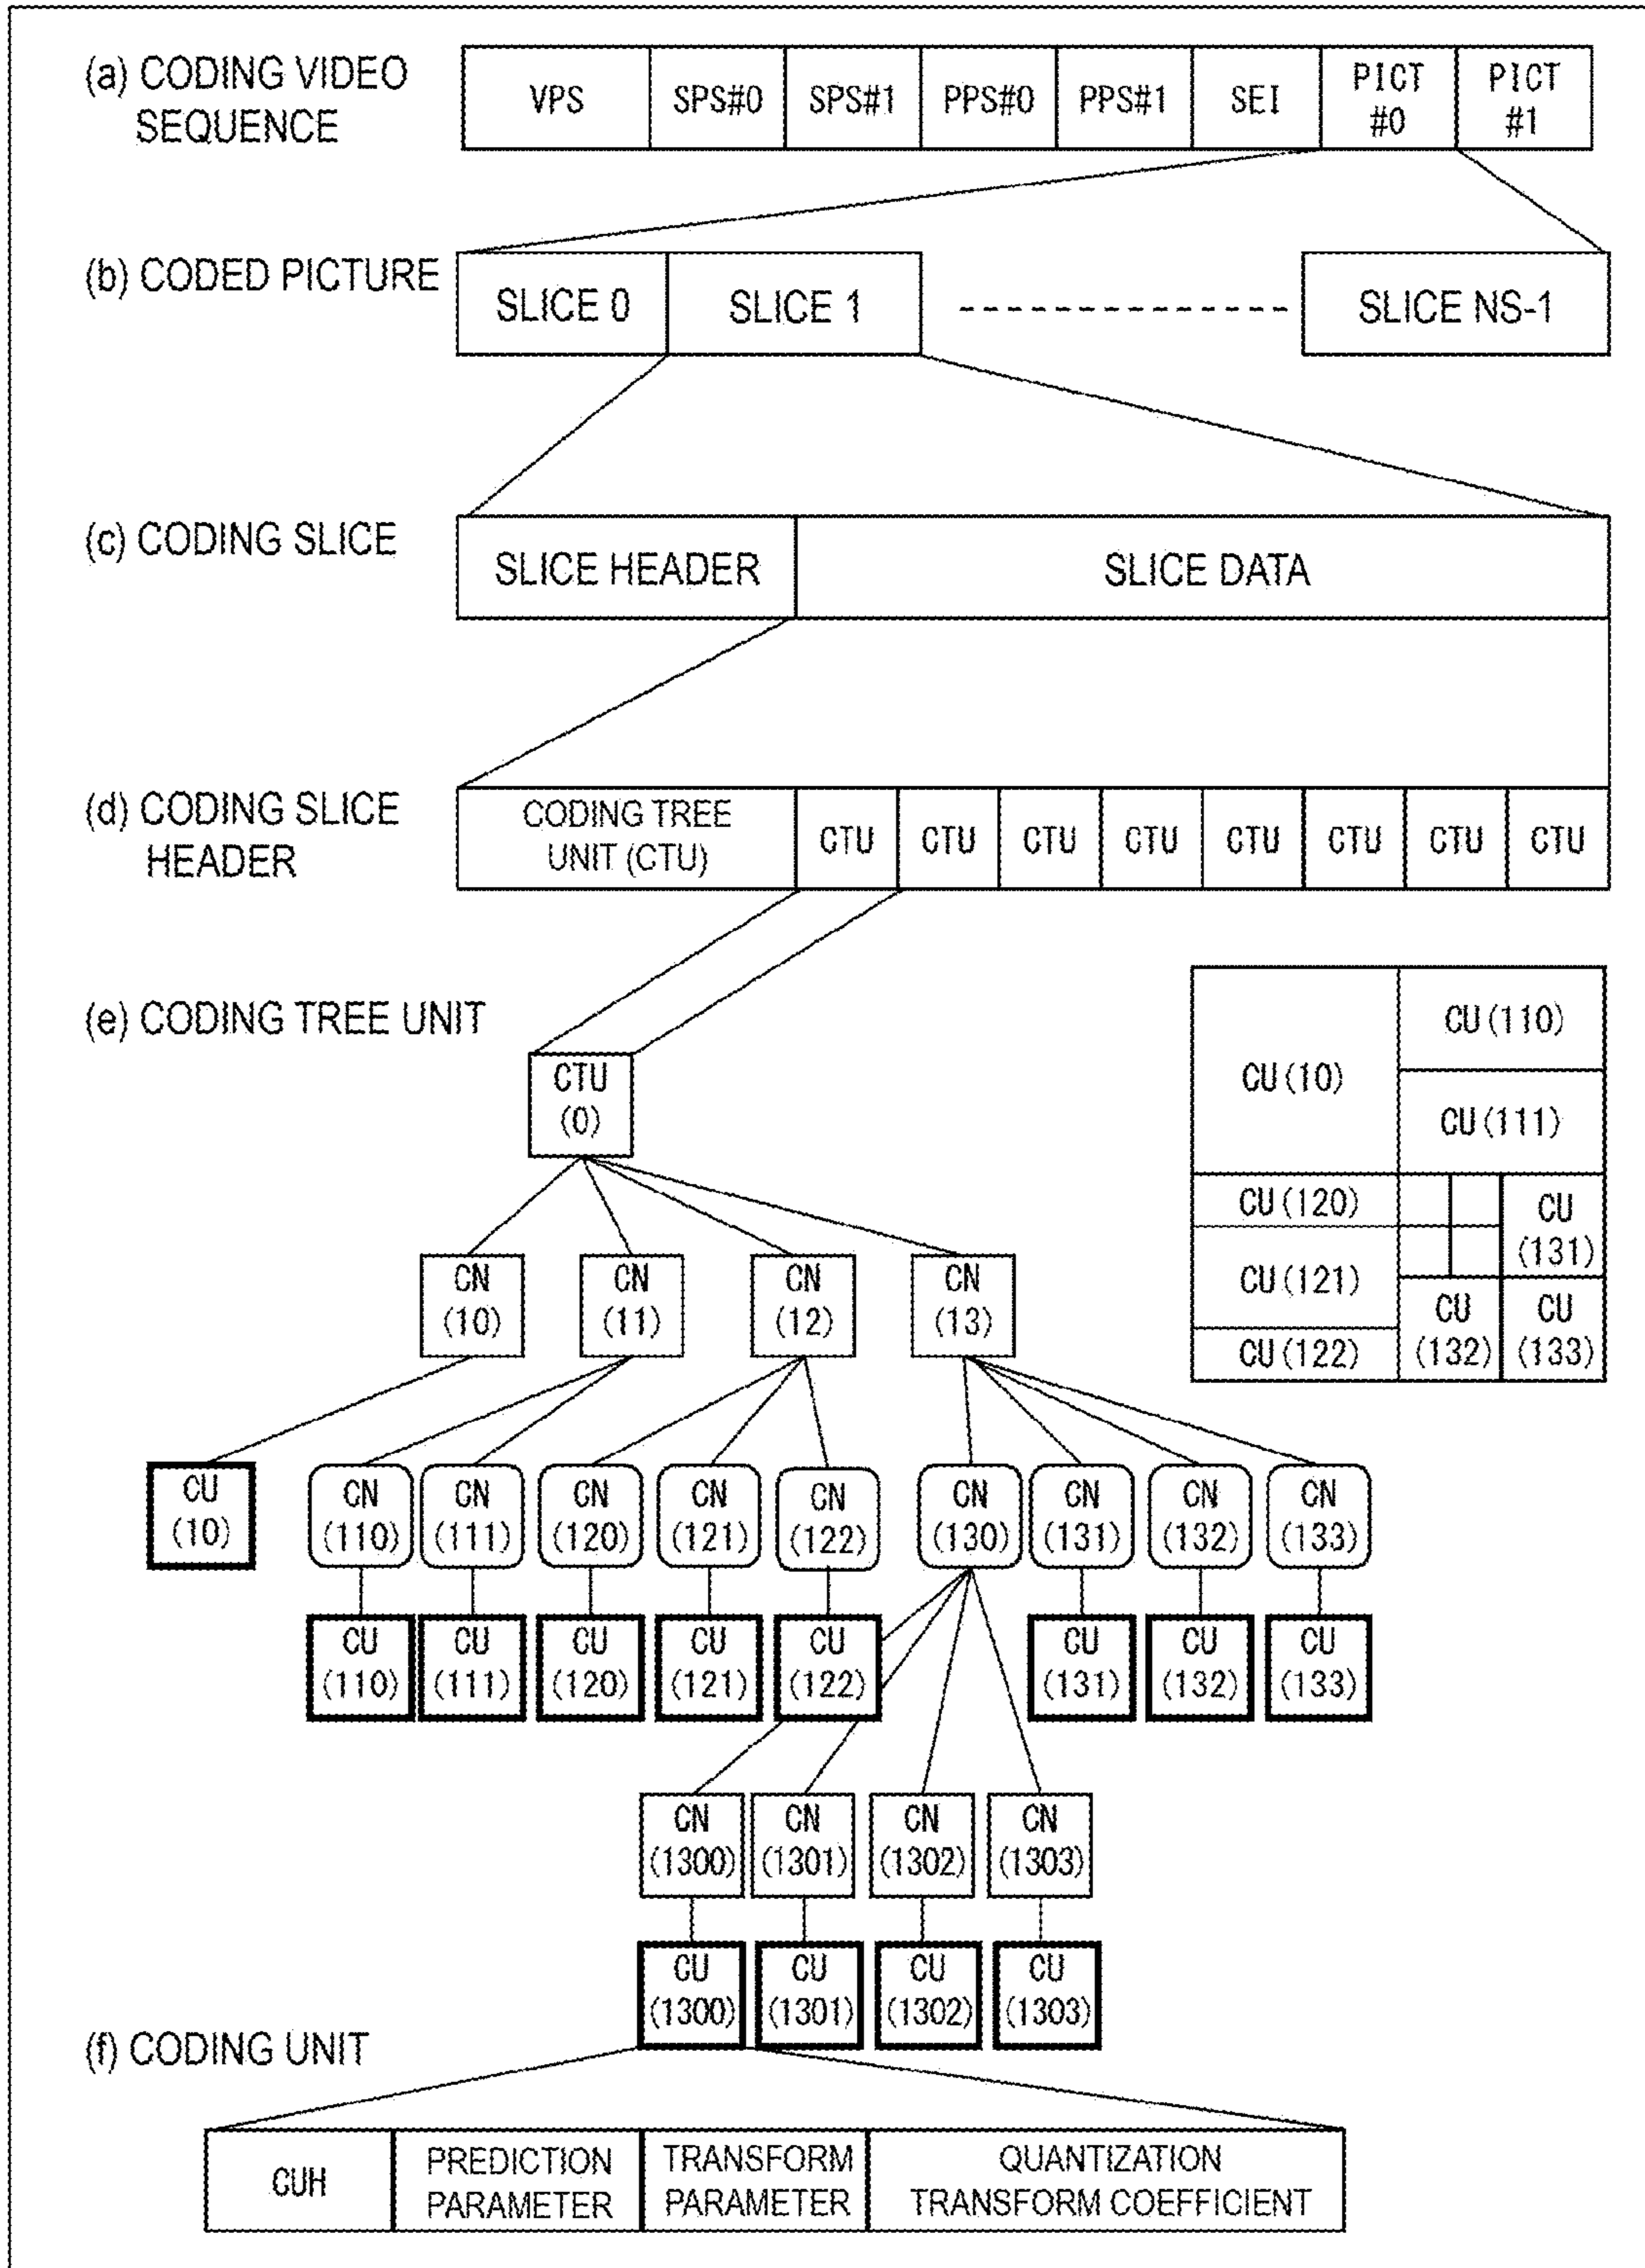 (a) CODING VIDEO
SEQUENCE
VPS
SPS#0
SPS#1
PPS#0
PPS#1
SEI
PICT
#0
PICT
#1
(b) CODED PICTURE
SLICE 0
SLICE 1
SLICE NS-1
(c) CODING SLICE
SLICE HEADER
SLICE DATA
(d) CODING SLICE
HEADER
CODING TREE
UNIT (CTU)
CTU
CTU
CTU
CTU
CTU
CTU
CTU
CTU
(e) CODING TREE UNIT
CTU
(0)
CU(10)
CU(110)
CU(111)
CU(120)
CU(121)
CU(122)
CU
(131)
CU
(132)
CU
(133)
CN
(10)
CN
(11)
CN
(12)
CN
(13)
CU
(10)
CN
(110)
CN
(111)
CN
(120)
CN
(121)
CN
(122)
CN
(130)
CN
(131)
CN
(132)
CN
(133)
CU
(110)
CU
(111)
CU
(120)
CU
(121)
CU
(122)
CU
(131)
CU
(132)
CU
(133)
CN
(1300)
CN
(1301)
CN
(1302)
CN
(1303)
CU
(1300)
CU
(1301)
CU
(1302)
CU
(1303)
(f) CODING UNIT
CUH
PREDICTION
PARAMETER
TRANSFORM
PARAMETER
QUANTIZATION
TRANSFORM COEFFICIENT